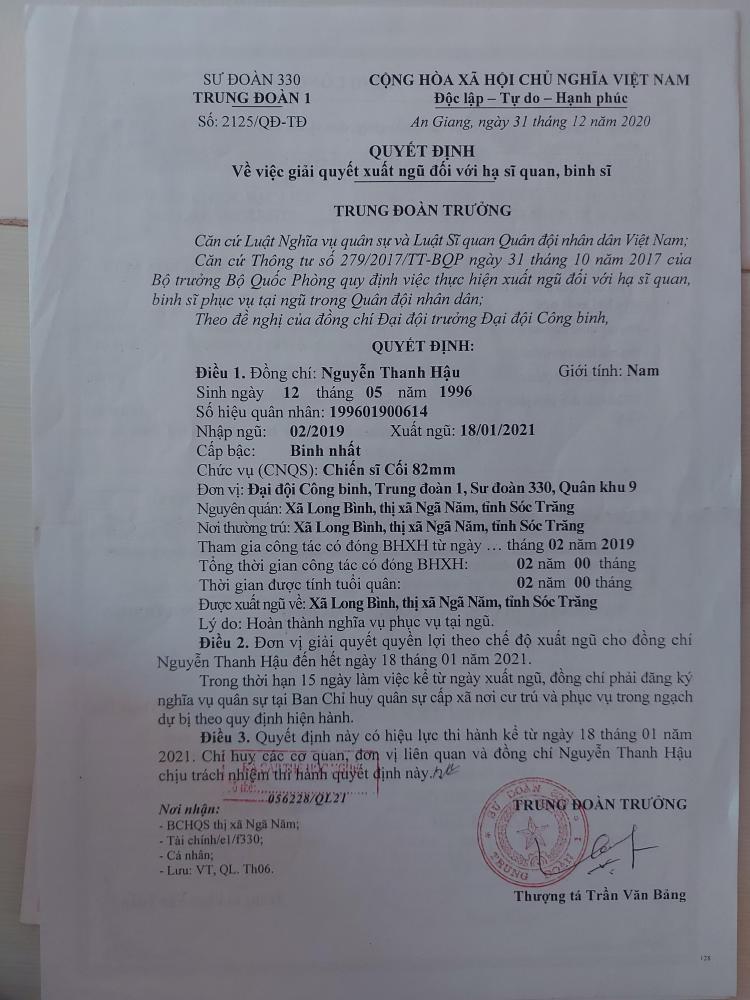 SƯ ĐOÀN 330
TRUNG ĐOÀN 1
Số: 2125/QĐ-TĐ
CỘNG HÒA XÃ HỘI CHỦ NGHĨA VIỆT NAM
Độc lập – Tự do – Hạnh phúc
An Giang, ngày 31 tháng 12 năm 2020
QUYẾT ĐỊNH
Về việc giải quyết xuất ngũ đối với hạ sĩ quan, binh sĩ
TRUNG ĐOÀN TRƯỞNG
Căn cứ Luật Nghĩa vụ quân sự và Luật Sĩ quan Quân đội nhân dân Việt Nam;
Căn cứ Thông tư số 279/2017/TT-BQP ngày 31 tháng 10 năm 2017 của
Bộ trưởng Bộ Quốc Phòng quy định việc thực hiện xuất ngũ đối với hạ sĩ quan,
binh sĩ phục vụ tại ngũ trong Quân đội nhân dân;
Theo đề nghị của đồng chí Đại đội trưởng Đại đội Công binh,
QUYẾT ĐỊNH:
Điều 1. Đồng chí: Nguyễn Thanh Hậu Giới tính: Nam
Sinh ngày 12 tháng 05 năm 1996
Số hiệu quân nhân: 199601900614
Nhập ngũ: 02/2019 Xuất ngũ: 18/01/2021
Cấp bậc: Binh nhất
Chức vụ (CNQS): Chiến sĩ Cối 82mm
Đơn vị: Đại đội Công binh, Trung đoàn 1, Sư đoàn 330, Quân khu 9
Nguyên quán: Xã Long Bình, thị xã Ngã Năm, tỉnh Sóc Trăng
Nơi thường trú: Xã Long Bình, thị xã Ngã Năm, tỉnh Sóc Trăng
Tham gia công tác có đóng BHXH từ ngày … tháng 02 năm 2019
Tổng thời gian công tác có đóng BHXH: 02 năm 00 tháng
Thời gian được tính tuổi quân: 02 năm 00 tháng
Được xuất ngũ về: Xã Long Bình, thị xã Ngã Năm, tỉnh Sóc Trăng
Lý do: Hoàn thành nghĩa vụ phục vụ tại ngũ.
Điều 2. Đơn vị giải quyết quyền lợi theo chế độ xuất ngũ cho đồng chí
Nguyễn Thanh Hậu đến hết ngày 18 tháng 01 năm 2021.
Trong thời hạn 15 ngày làm việc kể từ ngày xuất ngũ, đồng chí phải đăng ký
nghĩa vụ quân sự tại Ban Chỉ huy quân sự cấp xã nơi cư trú và phục vụ trong ngạch
dự bị theo quy định hiện hành.
Điều 3. Quyết định này có hiệu lực thi hành kể từ ngày 18 tháng 01 năm
2021. Chỉ huy các cơ quan, đơn vị liên quan và đồng chí Nguyễn Thanh Hậu
chịu trách nhiệm thi hành quyết định này.
056228/QL21
Nơi nhận:
- BCHQS thị xã Ngã Năm;
- Tài chính/e1/f330;
- Cá nhân;
- Lưu: VT, QL. Th06.
TRUNG ĐOÀN TRƯỞNG
SƯ ĐOÀN
TRUNG ĐOÀN
Thượng tá Trần Văn Bảng
128